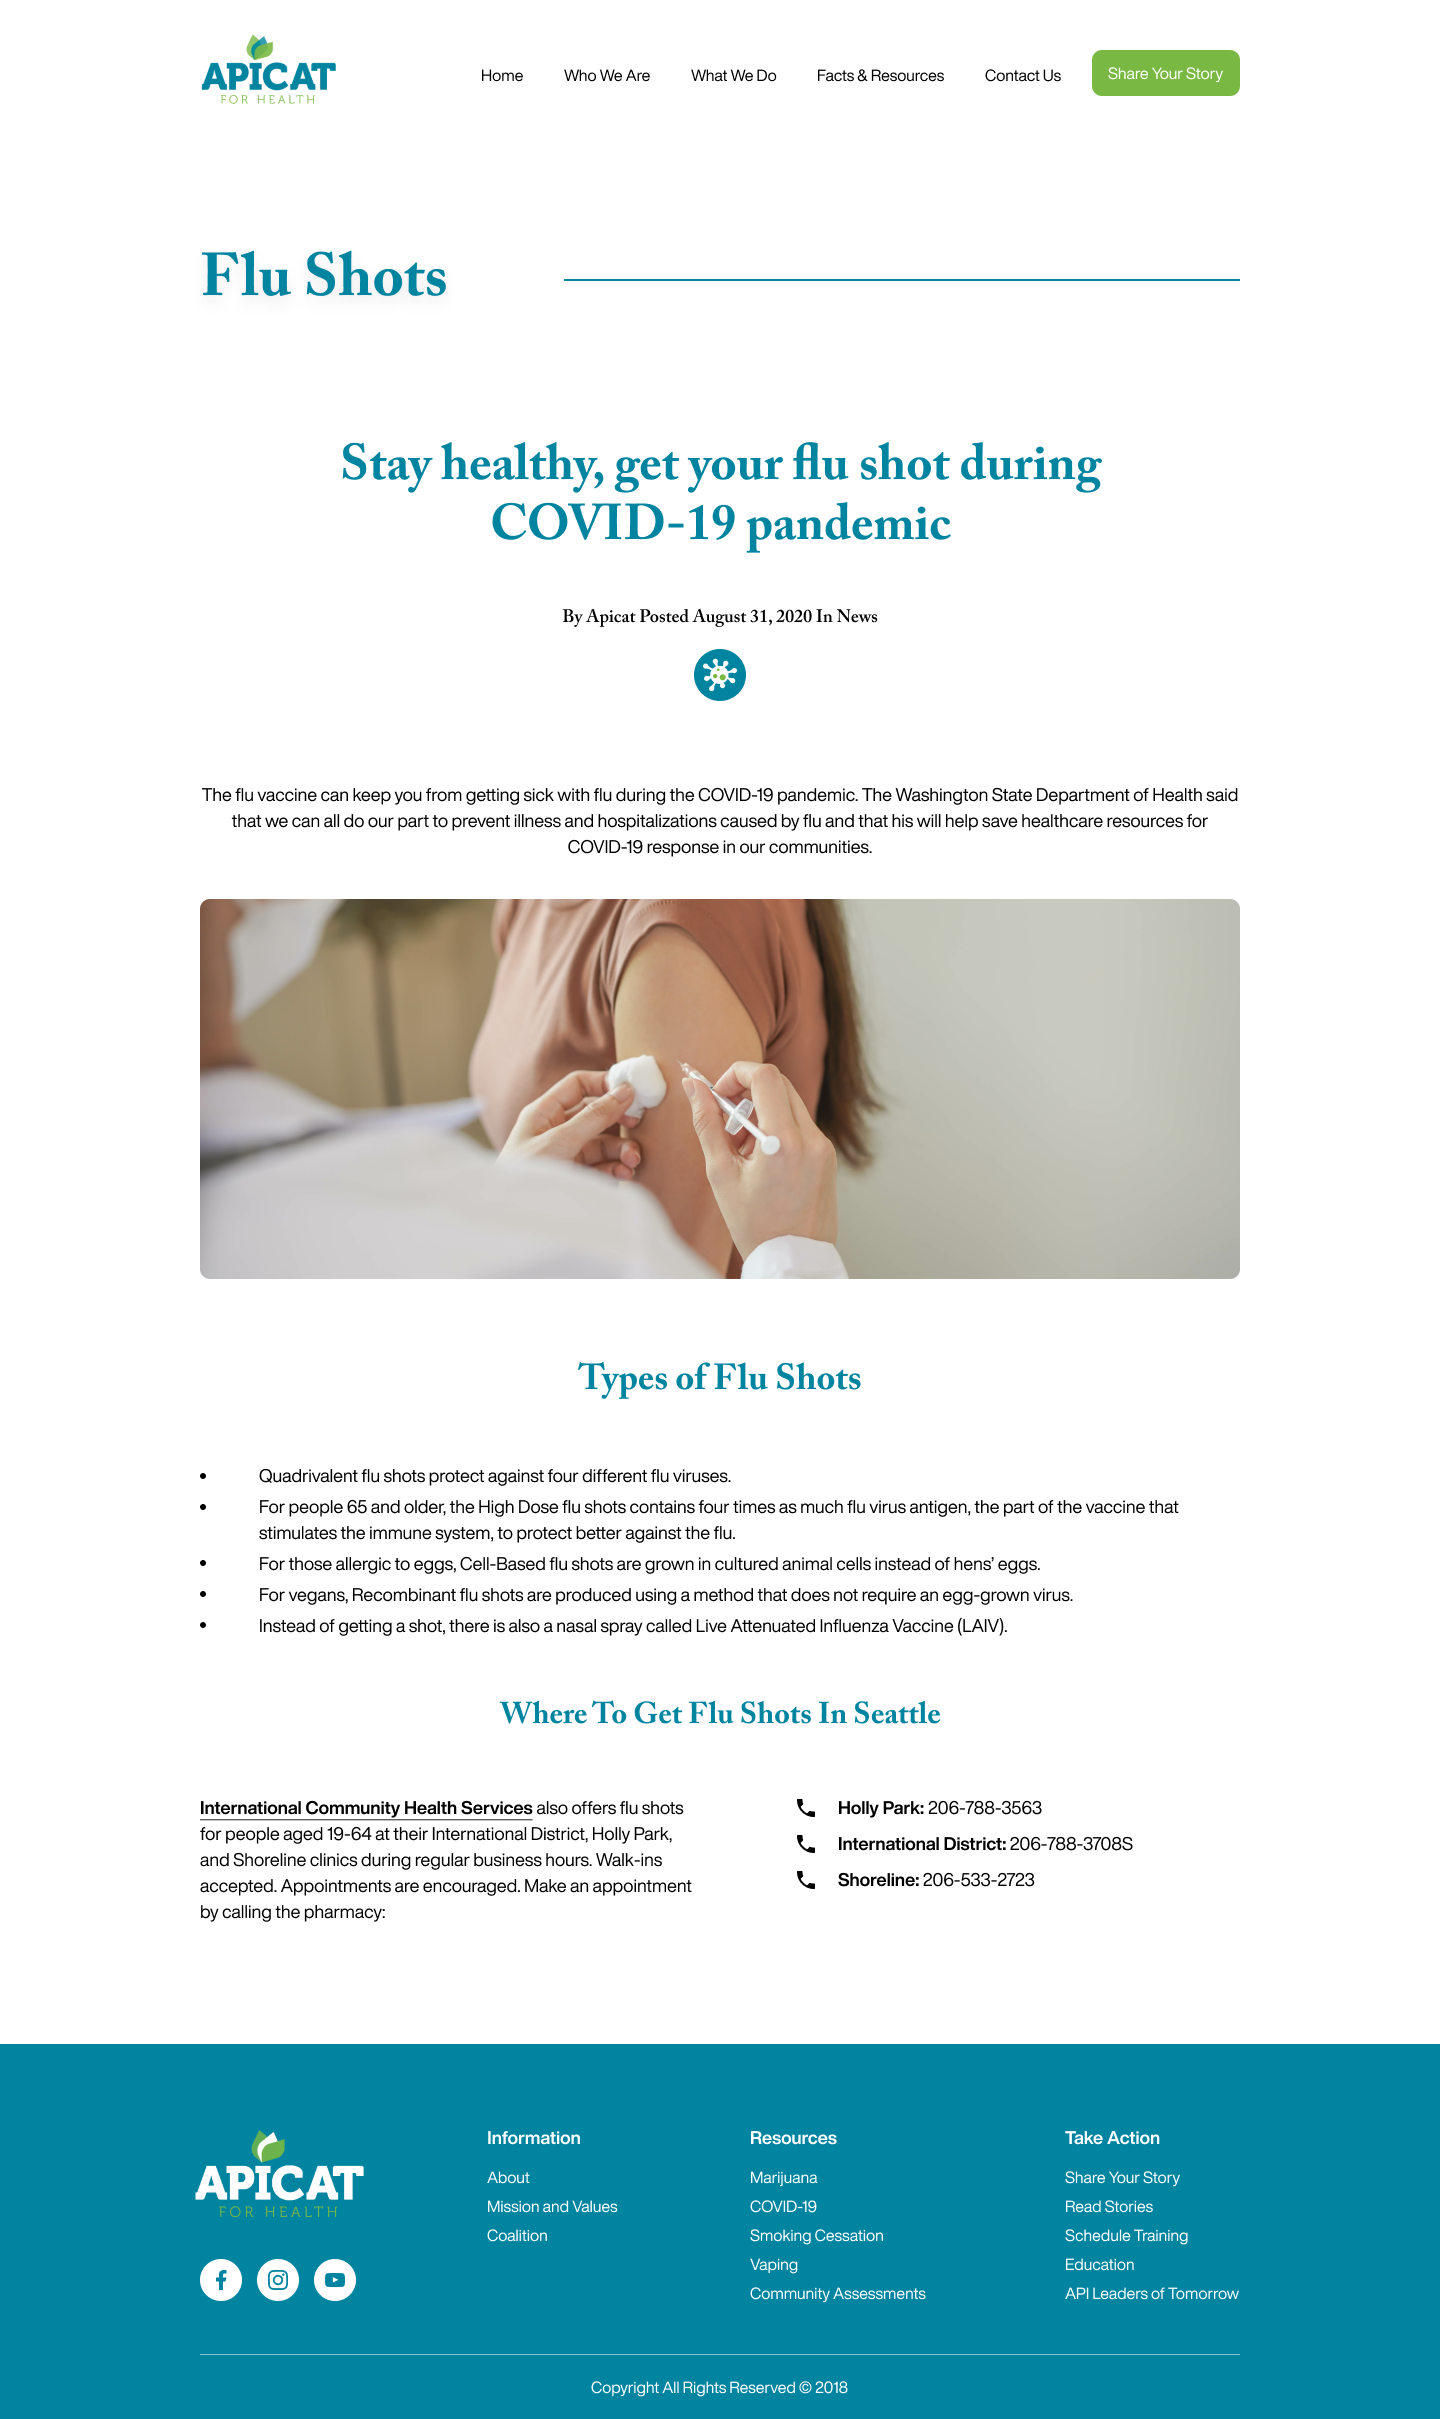 APICAT
FOR HEALTH
Home
Who We Are
What We Do
Facts & Resources
Contact Us
Share Your Story
Flu Shots
Stay healthy, get your flu shot during
COVID-19 pandemic
By Apicat Posted August 31, 2020 In News
The flu vaccine can keep you from getting sick with flu during the COVID-19 pandemic. The Washington State Department of Health said
that we can all do our part to prevent illness and hospitalizations caused by flu and that his will help save healthcare resources for
COVID-19 response in our communities.
Types of Flu Shots
• Quadrivalent flu shots protect against four different flu viruses.
• For people 65 and older, the High Dose flu shots contains four times as much flu virus antigen, the part of the vaccine that
stimulates the immune system, to protect better against the flu.
• For those allergic to eggs, Cell-Based flu shots are grown in cultured animal cells instead of hens’ eggs.
• For vegans, Recombinant flu shots are produced using a method that does not require an egg-grown virus.
• Instead of getting a shot, there is also a nasal spray called Live Attenuated Influenza Vaccine (LAIV).
Where To Get Flu Shots In Seattle
International Community Health Services also offers flu shots
for people aged 19-64 at their International District, Holly Park,
and Shoreline clinics during regular business hours. Walk-ins
accepted. Appointments are encouraged. Make an appointment
by calling the pharmacy:
Holly Park: 206-788-3563
International District: 206-788-3708S
Shoreline: 206-533-2723
APICAT
FOR HEALTH
Information
About
Mission and Values
Coalition
Resources
Marijuana
COVID-19
Smoking Cessation
Vaping
Community Assessments
Take Action
Share Your Story
Read Stories
Schedule Training
Education
API Leaders of Tomorrow
Copyright All Rights Reserved © 2018